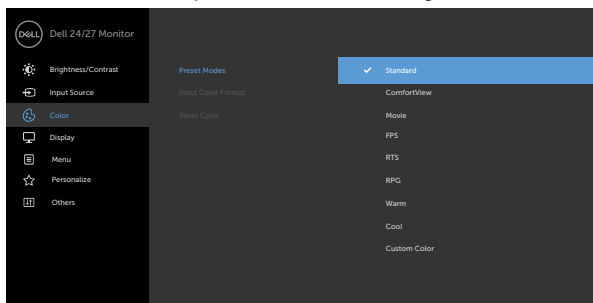 DELL Dell 24/27 Monitor
Brightness/Contrast
Input Source
Color
Display
Menu
Personalize
Others
Preset Modes
Input Color Format
Reset Color
Standard
ComfortView
Movie
FPS
RTS
RPG
Warm
Cool
Custom Color